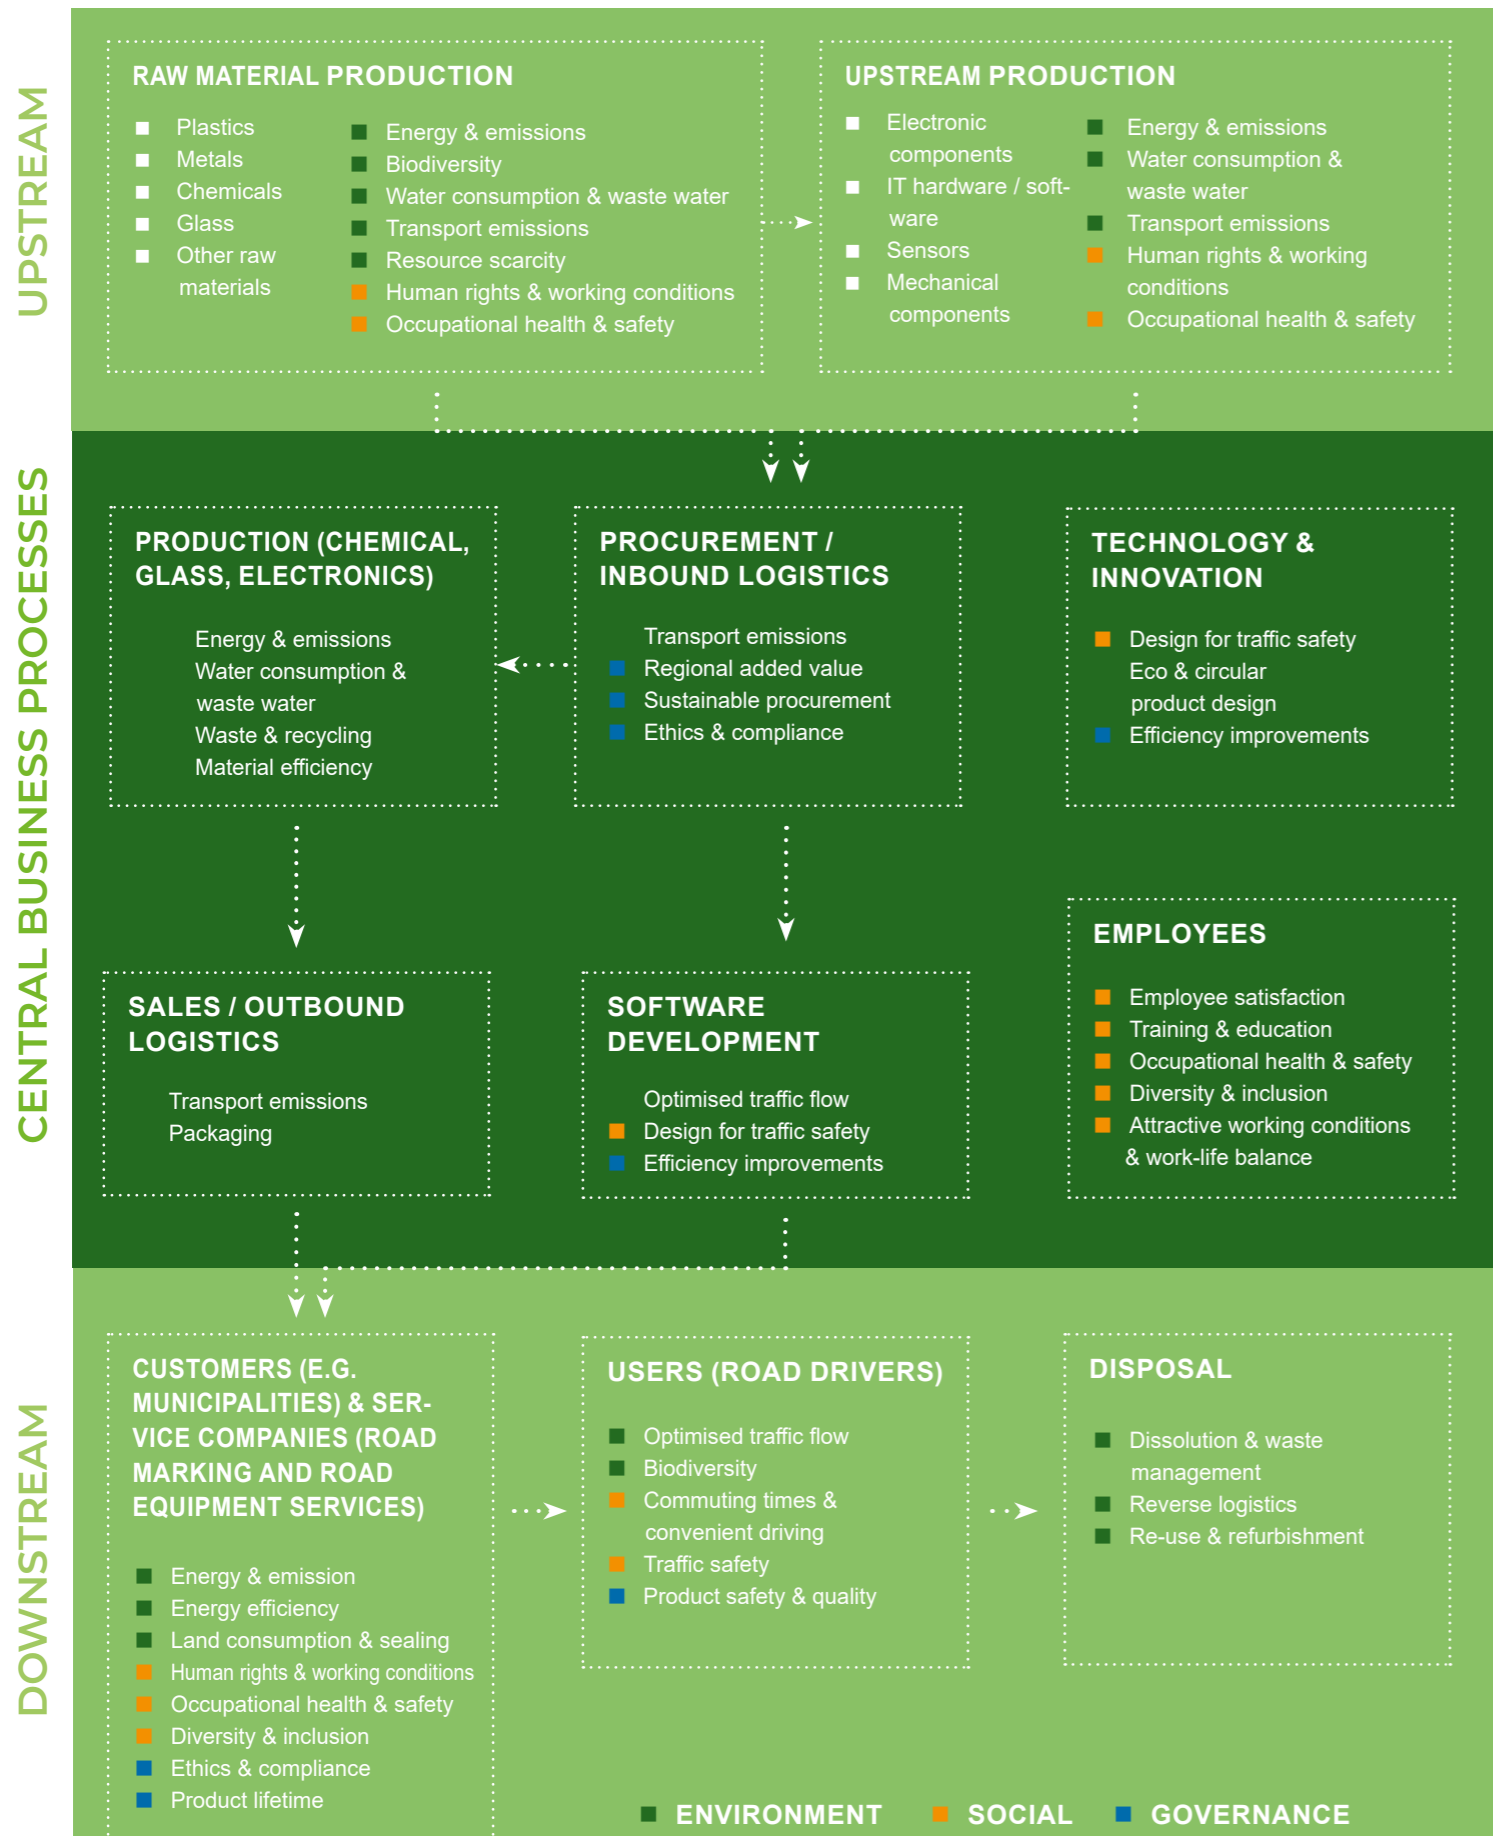 UPSTREAM
RAW MATERIAL PRODUCTION
Plastics
Metals
Chemicals
Glass
Other raw
materials
Energy & emissions
Biodiversity
Water consumption & waste water
Transport emissions
Resource scarcity
Human rights & working conditions
Occupational health & safety
UPSTREAM PRODUCTION
Electronic
components
IT hardware / soft-
ware
Sensors
Mechanical
components
Energy & emissions
Water consumption &
waste water
Transport emissions
Human rights & working
conditions
Occupational health & safety
CENTRAL BUSINESS PROCESSES
PRODUCTION (CHEMICAL,
GLASS, ELECTRONICS)
Energy & emissions
Water consumption &
waste water
Waste & recycling
Material efficiency
PROCUREMENT /
INBOUND LOGISTICS
Transport emissions
Regional added value
Sustainable procurement
Ethics & compliance
TECHNOLOGY &
INNOVATION
Design for traffic safety
Eco & circular
product design
Efficiency improvements
SALES / OUTBOUND
LOGISTICS
Transport emissions
Packaging
SOFTWARE
DEVELOPMENT
Optimised traffic flow
Design for traffic safety
Efficiency improvements
EMPLOYEES
Employee satisfaction
Training & education
Occupational health & safety
Diversity & inclusion
Attractive working conditions
& work-life balance
DOWNSTREAM
CUSTOMERS (E.G.
MUNICIPALITIES) & SER-
VICE COMPANIES (ROAD
MARKING AND ROAD
EQUIPMENT SERVICES)
Energy & emission
Energy efficiency
Land consumption & sealing
Human rights & working conditions
Occupational health & safety
Diversity & inclusion
Ethics & compliance
Product lifetime
USERS (ROAD DRIVERS)
Optimised traffic flow
Biodiversity
Commuting times &
convenient driving
Traffic safety
Product safety & quality
DISPOSAL
Dissolution & waste
management
Reverse logistics
Re-use & refurbishment
ENVIRONMENT
SOCIAL
GOVERNANCE